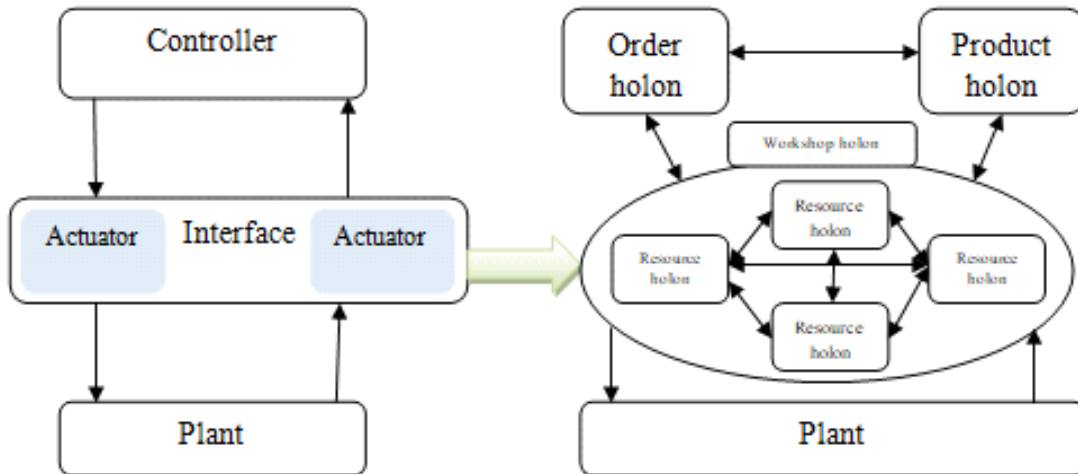 Controller
Actuator
Interface
Actuator
Plant
Order
holon
Product
holon
Workshop holon
Resource
holon
Resource
holon
Resource
holon
Resource
holon
Plant